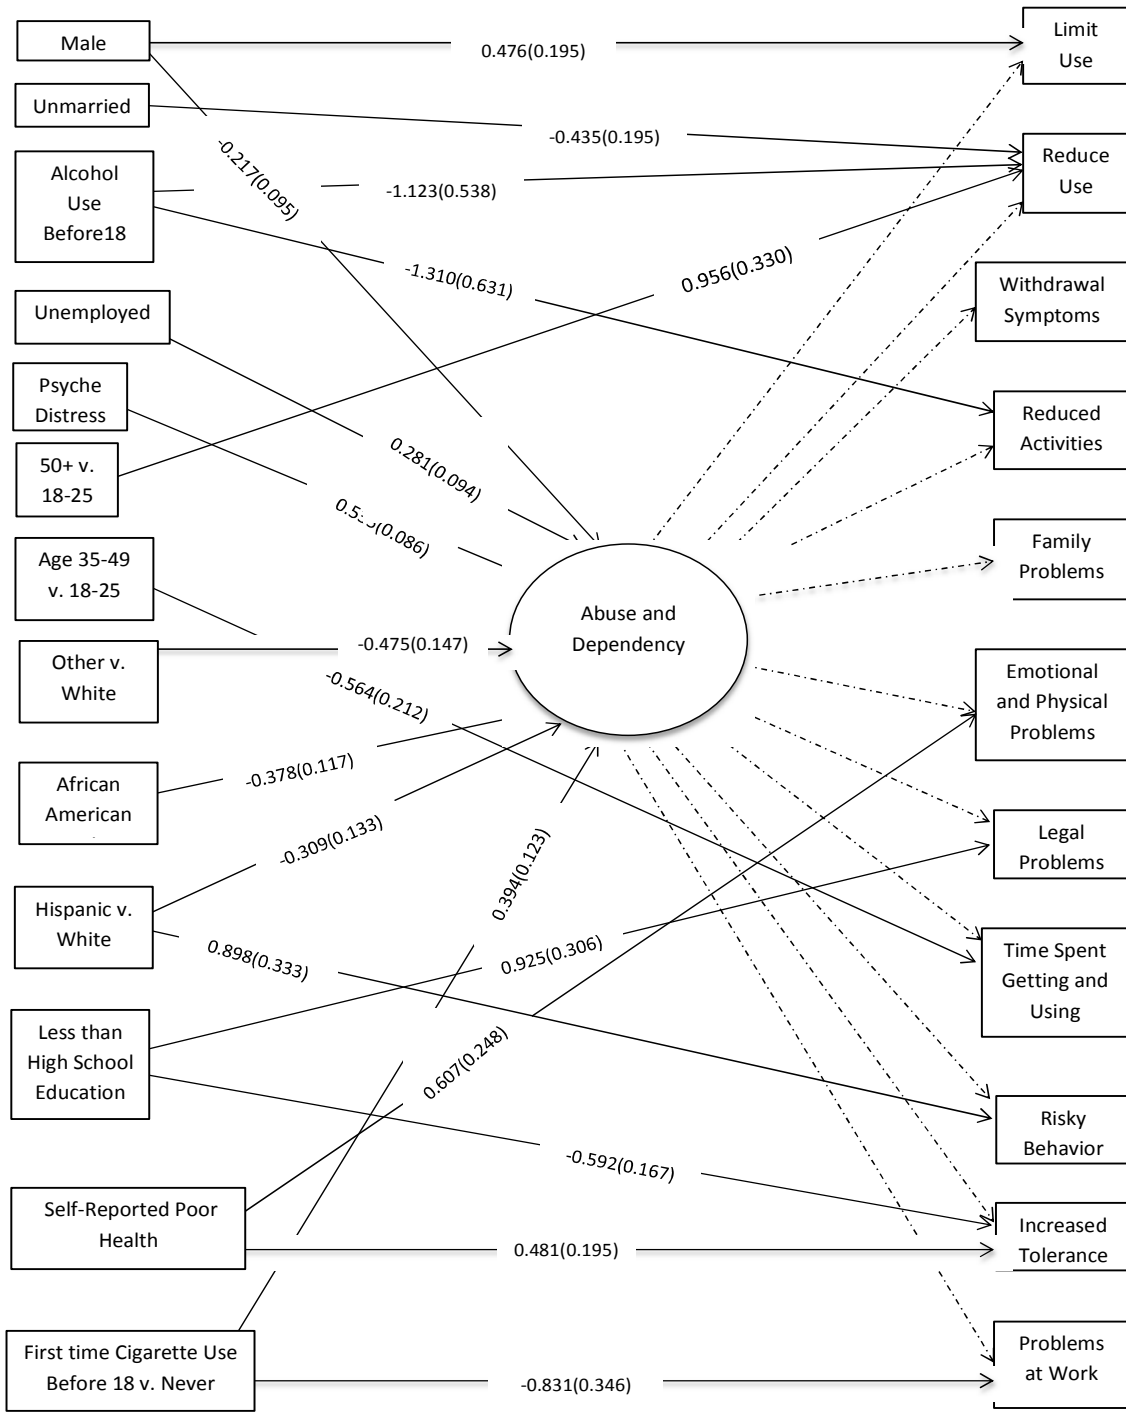 Male
Unmarried
Alcohol
Use
Before18
Unemployed
Psyche
Distress
50+ v.
18-25
Age 35-49
v. 18-25
Other v.
White
African
American
Hispanic v.
White
Less than
High School
Education
Self-Reported Poor
Health
First time Cigarette Use
Before 18 v. Never
0.476(0.195)
-0.435(0.195)
-0.217(0.095)
-1.123(0.538)
-1.310(0.631)
0.956(0.330)
0.281(0.094)
(0.086)
-0.475(0.147)
-0.564(0.212)
-0.378(0.117)
-0.309(0.133)
0.394(0.123)
0.898(0.333)
0.925(0.306)
0.607(0.248)
-0.592(0.167)
0.481(0.195)
-0.831(0.346)
Abuse and
Dependency
Limit
Use
Reduce
Use
Withdrawal
Symptoms
Reduced
Activities
Family
Problems
Emotional
and Physical
Problems
Legal
Problems
Time Spent
Getting and
Using
Risky
Behavior
Increased
Tolerance
Problems
at Work